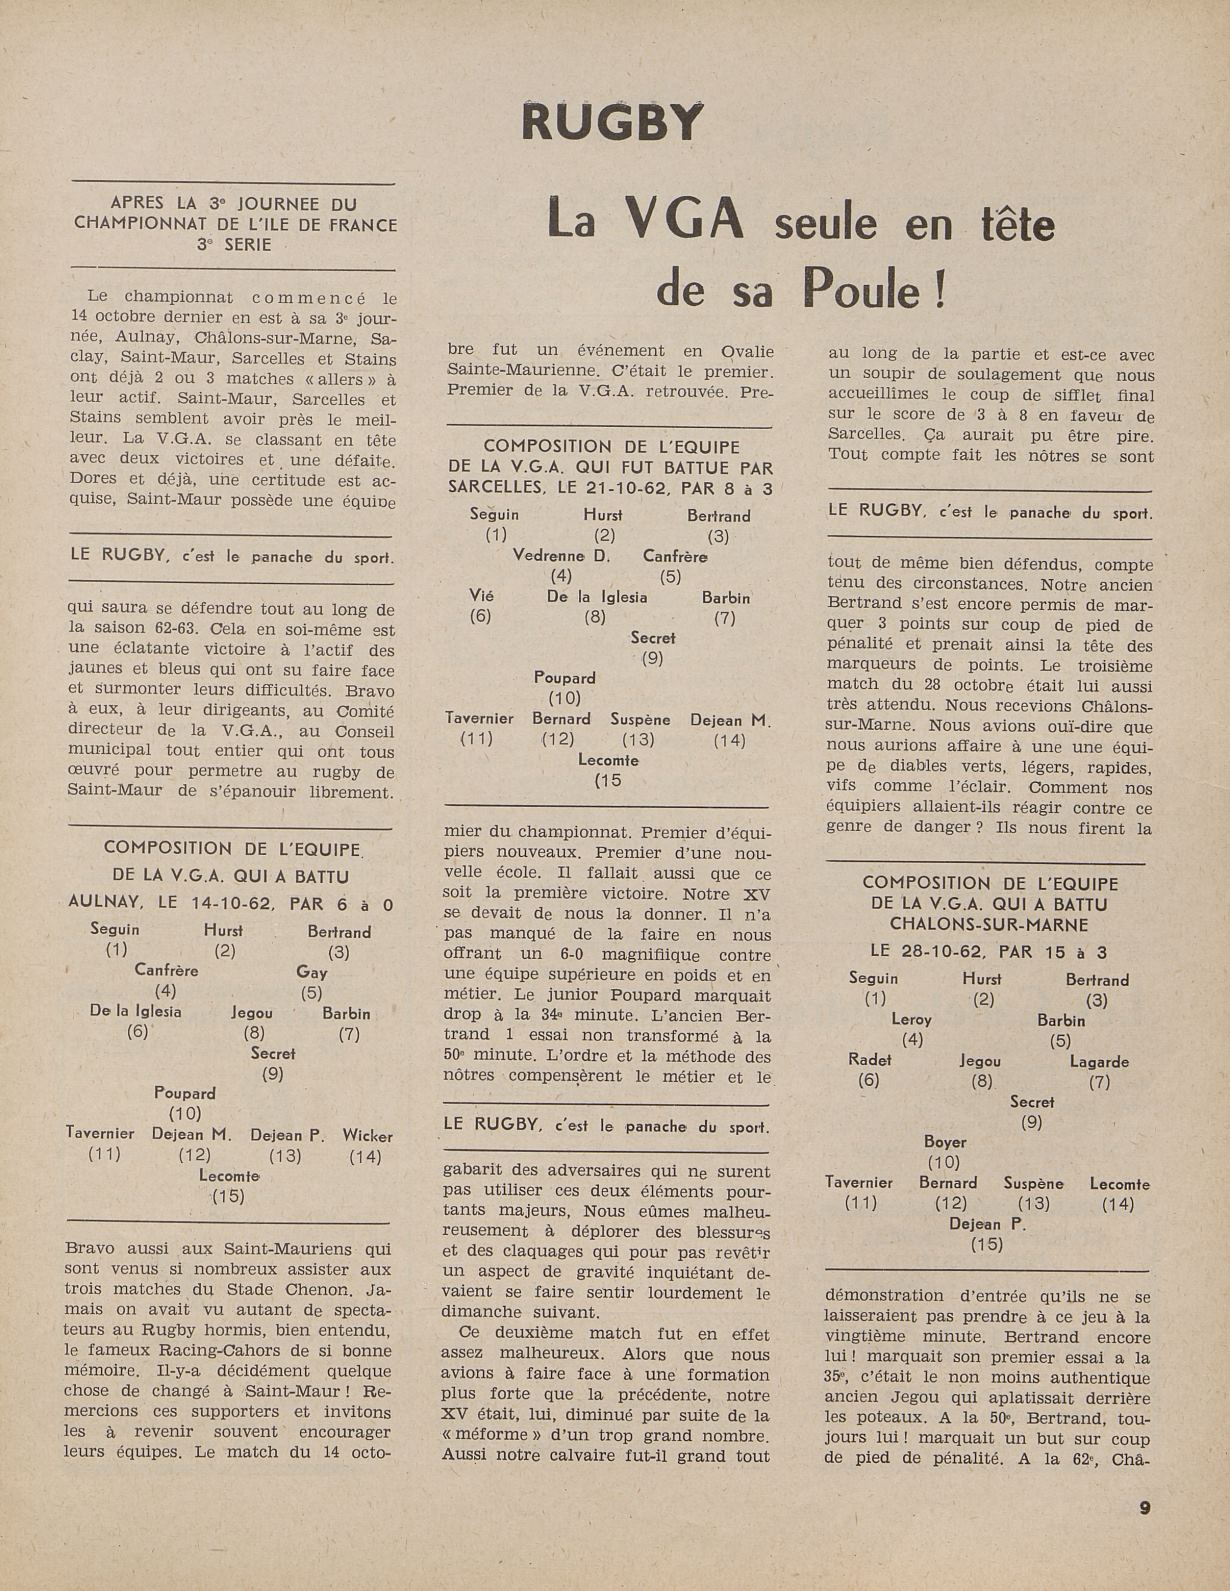 RUGBY
La VGA seule en tête
de sa Poule !
APRES LA 3e JOURNEE DU
CHAMPIONNAT DE L'ILE DE FRANCE
3e SERIE
Le championnat commencé le
14 octobre dernier en est à sa 3e jour-
née, Aulnay, Châlons-sur-Marne, Sa-
clay, Saint-Maur, Sarcelles et Stains
ont déjà 2 ou 3 matches « allers » à
leur actif. Saint-Maur, Sarcelles et
Stains semblent avoir près le meil-
leur. La V.G.A. se classant en tête
avec deux victoires et une défaite.
Dores et déjà, une certitude est ac-
quise, Saint-Maur possède une équipe
LE RUGBY, c'est le panache du sport.
qui saura se défendre tout au long de
la saison 62-63. Cela en soi-même est
une éclatante victoire à l'actif des
jaunes et bleus qui ont su faire face
et surmonter leurs difficultés. Bravo
à eux, à leur dirigeants, au Comité
directeur de la V.G.A., au Conseil
municipal tout entier qui ont tous
œuvré pour permetre au rugby de
Saint-Maur de s'épanouir librement.
COMPOSITION DE L'EQUIPE
DE LA V.G.A. QUI A BATTU
AULNAY, LE 14-10-62, PAR 6 à 0
Seguin Hurst Bertrand
(1) (2) (3)
Canfrère Gay
(4) (5)
De la Iglesia Jegou Barbin
(6) (8) (7)
Secret
(9)
Poupard
(10)
Tavernier Dejean M. Dejean P. Wicker
(11) (12) (13) (14)
Lecomte
(15)
Bravo aussi aux Saint-Mauriens qui
sont venus si nombreux assister aux
trois matches du Stade Chenon. Ja-
mais on avait vu autant de specta-
teurs au Rugby hormis, bien entendu,
le fameux Racing-Cahors de si bonne
mémoire. Il-y-a décidément quelque
chose de changé à Saint-Maur ! Re-
mercions ces supporters et invitons
les à revenir souvent encourager
leurs équipes. Le match du 14 octo-
bre fut un événement en Ovalie
Sainte-Maurienne. C'était le premier.
Premier de la V.G.A. retrouvée. Pre-
COMPOSITION DE L'EQUIPE
DE LA V.G.A. QUI FUT BATTUE PAR
SARCELLES, LE 21-10-62, PAR 8 à 3
Seguin Hurst Bertrand
(1) (2) (3)
Vedrenne D. Canfrère
(4) (5)
Vié De la Iglesia Barbin
(6) (8) (7)
Secret
(9)
Poupard
(10)
Tavernier Bernard Suspène Dejean M.
(11) (12) (13) (14)
Lecomte
(15
mier du championnat. Premier d'équi-
piers nouveaux. Premier d'une nou-
velle école. Il fallait aussi que ce
soit la première victoire. Notre XV
se devait de nous la donner. Il n'a
pas manqué de la faire en nous
offrant un 6-0 magnifiique contre
une équipe supérieure en poids et en
métier. Le junior Poupard marquait
drop à la 34e minute. L'ancien Ber-
trand 1 essai non transformé à la
50e minute. L'ordre et la méthode des
nôtres compensèrent le métier et le
LE RUGBY, c'est le panache du sport.
gabarit des adversaires qui ne surent
pas utiliser ces deux éléments pour-
tants majeurs, Nous eûmes malheu-
reusement à déplorer des blessures
et des claquages qui pour pas revêtir
un aspect de gravité inquiétant de-
vaient se faire sentir lourdement le
dimanche suivant.
Ce deuxième match fut en effet
assez malheureux. Alors que nous
avions à faire face à une formation
plus forte que la précédente, notre
XV était, lui, diminué par suite de la
« méforme » d'un trop grand nombre.
Aussi notre calvaire fut-il grand tout
au long de la partie et est-ce avec
un soupir de soulagement que nous
accueillîmes le coup de sifflet final
sur le score de 3 à 8 en faveur de
Sarcelles. Ça aurait pu être pire.
Tout compte fait les nôtres se sont
LE RUGBY, c'est le panache du sport.
tout de même bien défendus, compte
tenu des circonstances. Notre ancien
Bertrand s'est encore permis de mar-
quer 3 points sur coup de pied de
pénalité et prenait ainsi la tête des
marqueurs de points. Le troisième
match du 28 octobre était lui aussi
très attendu. Nous recevions Châlons-
sur-Marne. Nous avions ouï-dire que
nous aurions affaire à une une équi-
pe de diables verts, légers, rapides,
vifs comme l'éclair. Comment nos
équipiers allaient-ils réagir contre ce
genre de danger ? Ils nous firent la
COMPOSITION DE L'EQUIPE
DE LA V.G.A. QUI A BATTU
CHALONS-SUR-MARNE
LE 28-10-62, PAR 15 à 3
Seguin Hurst Bertrand
(1) (2) (3)
Leroy Barbin
(4) (5)
Radet Jegou Lagarde
(6) (8) (7)
Secret
(9)
Boyer
(10)
Tavernier Bernard Suspène Lecomte
(11) (12) (13) (14)
Dejean P.
(15)
démonstration d'entrée qu'ils ne se
laisseraient pas prendre à ce jeu à la
vingtième minute. Bertrand encore
lui ! marquait son premier essai a la
35e, c'était le non moins authentique
ancien Jegou qui aplatissait derrière
les poteaux. A la 50e, Bertrand, tou-
jours lui ! marquait un but sur coup
de pied de pénalité. A la 62e, Châ-
9